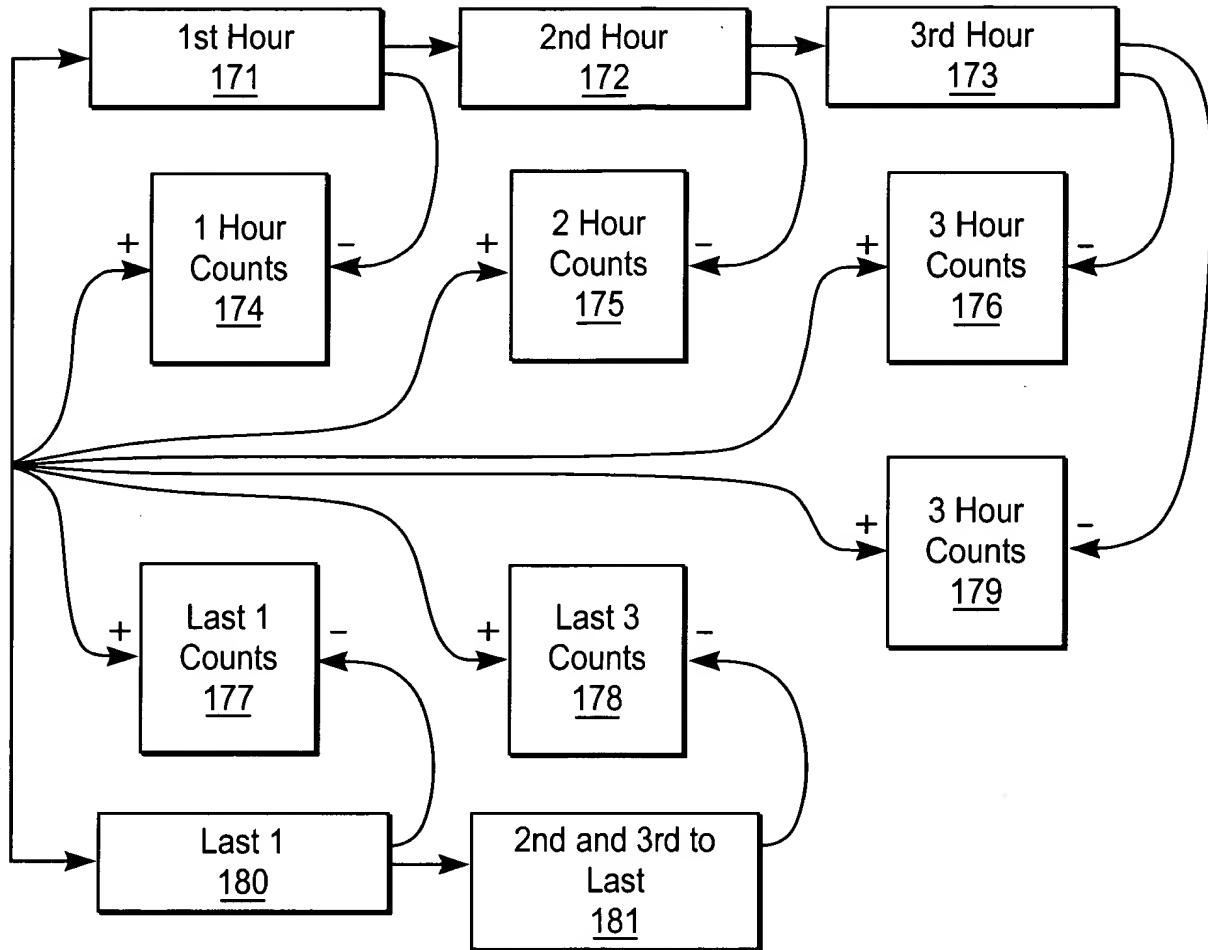 1st Hour
171
2nd Hour
172
3rd Hour
173
1 Hour
Counts
174
+
-
2 Hour
Counts
175
+
-
3 Hour
Counts
176
+
-
3 Hour
Counts
179
+
-
Last 1
Counts
177
+
-
Last 3
Counts
178
+
-
Last 1
180
2nd and 3rd to
Last
181